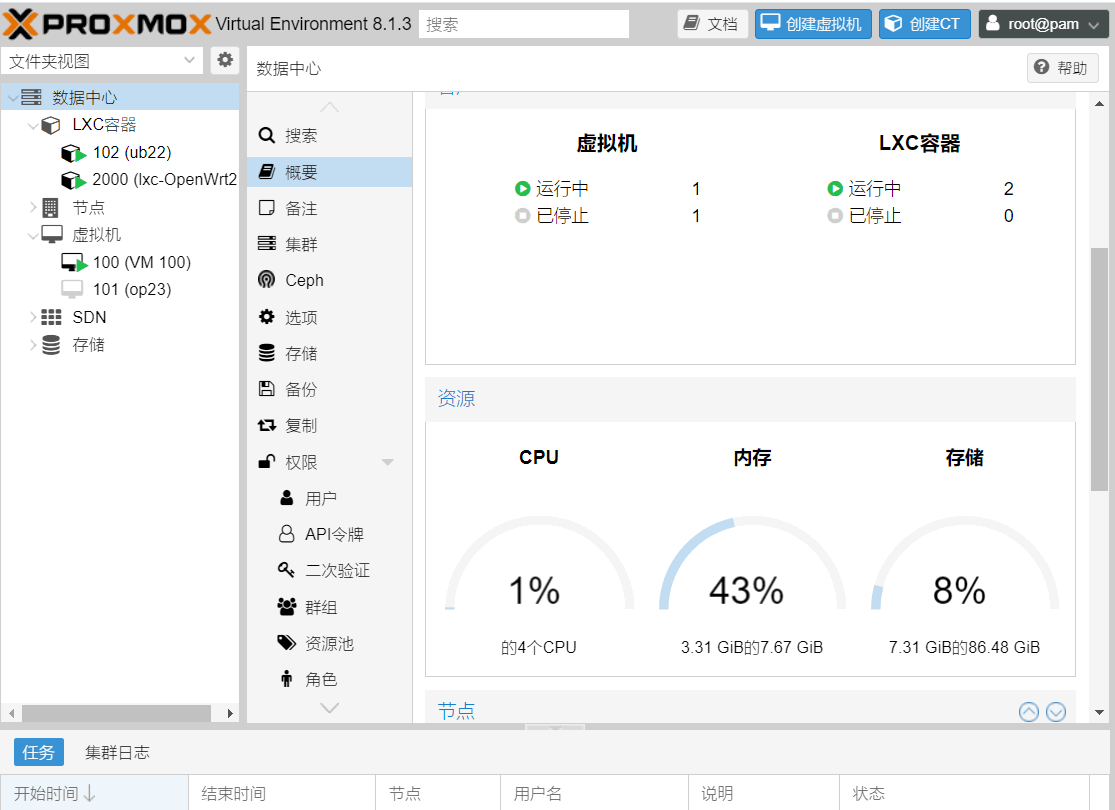 PROXMOX Virtual Environment 8.1.3 搜索 文档 创建虚拟机 创建CT root@pam
文件夹视图
数据中心
LXC容器
102 (ub22)
2000 (lxc-OpenWrt2
节点
虚拟机
100 (VM 100)
101 (op23)
SDN
存储
数据中心 帮助
搜索
概要
备注
集群
Ceph
选项
存储
备份
复制
权限
用户
API令牌
二次验证
群组
资源池
角色
虚拟机 LXC容器
运行中 1 运行中 2
已停止 1 已停止 0
资源
CPU 内存 存储
1% 43% 8%
的4个CPU 3.31 GiB的7.67 GiB 7.31 GiB的86.48 GiB
节点
任务 集群日志
开始时间 结束时间 节点 用户名 说明 状态